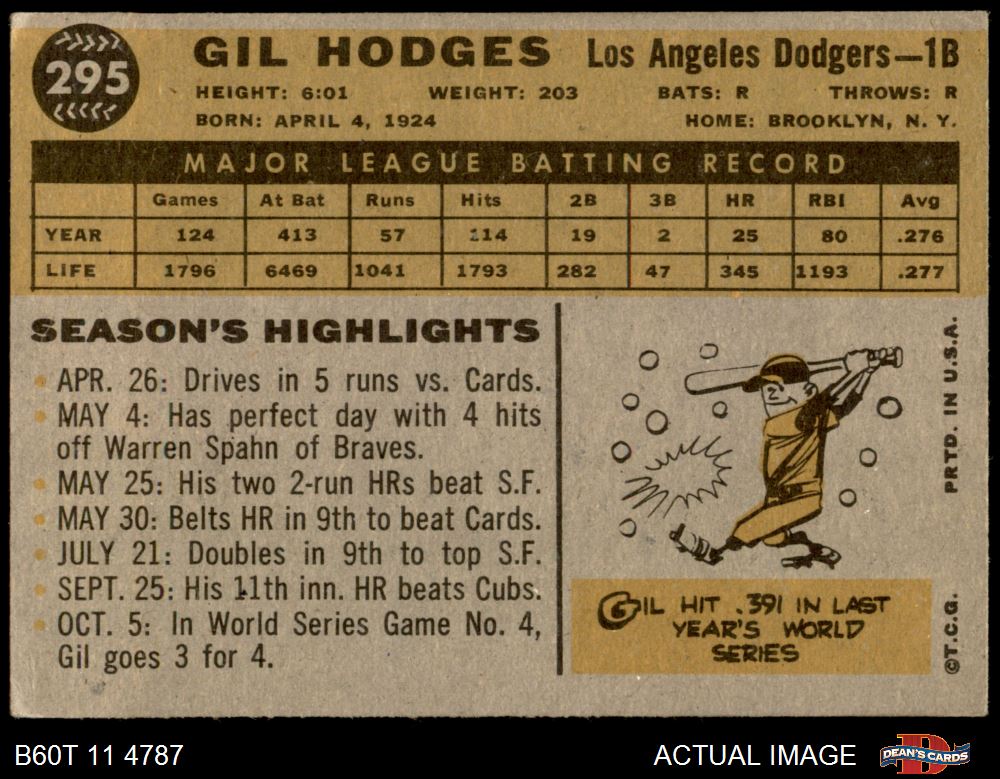 295
GIL HODGES Los Angeles Dodgers—1B
HEIGHT: 6:01 WEIGHT: 203 BATS: R THROWS: R
BORN: APRIL 4, 1924 HOME: BROOKLYN, N. Y.
MAJOR LEAGUE BATTING RECORD
Games At Bat Runs Hits 2B 3B HR RBI Avg
YEAR 124 413 57 114 19 2 25 80 .276
LIFE 1796 6469 1041 1793 282 47 345 1193 .277
SEASON'S HIGHLIGHTS
APR. 26: Drives in 5 runs vs. Cards.
MAY 4: Has perfect day with 4 hits
off Warren Spahn of Braves.
MAY 25: His two 2-run HRs beat S.F.
MAY 30: Belts HR in 9th to beat Cards.
JULY 21: Doubles in 9th to top S.F.
SEPT. 25: His 11th inn. HR beats Cubs.
OCT. 5: In World Series Game No. 4,
Gil goes 3 for 4.
GIL HIT .391 IN LAST
YEAR'S WORLD
SERIES
©T.C.G. PRTD. IN U.S.A.
B60T 11 4787 ACTUAL IMAGE DEAN'S CARDS